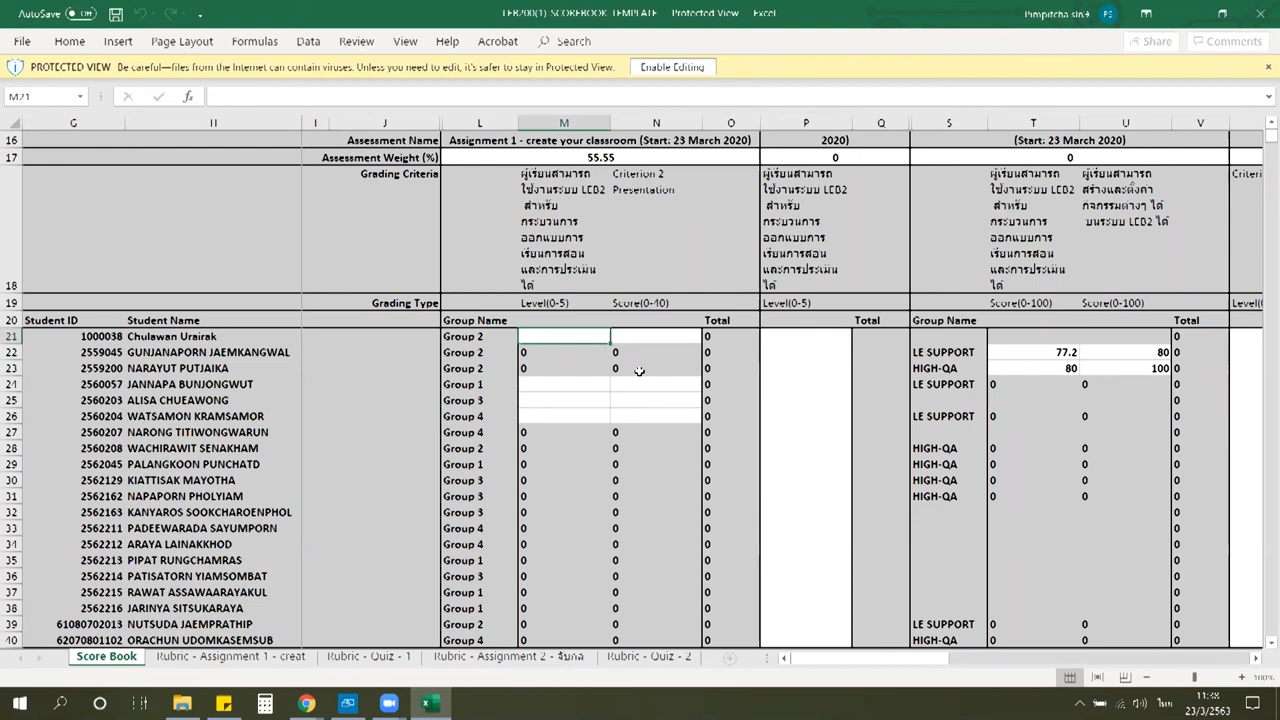 AutoSave Off LEB200(1)_SCOREBOOK_TEMPLATE - Protected View - Excel Pimpitcha sin3 PS
File Home Insert Page Layout Formulas Data Review View Help Acrobat Search Share Comments
PROTECTED VIEW Be careful—files from the Internet can contain viruses. Unless you need to edit, it's safer to stay in Protected View. Enable Editing
M21 fx
G H I J L M N O P Q S T U V
16 Assessment Name Assignment 1 - create your classroom (Start: 23 March 2020) 2020) (Start: 23 March 2020)
17 Assessment Weight (%) 55.55 0 0
Grading Criteria ผู้เรียนสามารถ Criterion 2 ผู้เรียนสามารถ ผู้เรียนสามารถ ผู้เรียนสามารถ Criteri
ใช้งานระบบ LEB2 Presentation ใช้งานระบบ LEB2 ใช้งานระบบ LEB2 สร้างและตั้งค่า
สำหรับ สำหรับ สำหรับ กิจกรรมต่างๆ ได้
กระบวนการ กระบวนการ กระบวนการ บนระบบ LEB2 ได้
ออกแบบการ ออกแบบการ ออกแบบการ
เรียนการสอน เรียนการสอน เรียนการสอน
และการประเมิน และการประเมิน และการประเมิน
18 ได้ ได้ ได้
19 Grading Type Level(0-5) Score(0-40) Level(0-5) Score(0-100) Score(0-100) Level(0
20 Student ID Student Name Group Name Total Total Group Name Total
21 1000038 Chulawan Urairak Group 2 0 0
22 2559045 GUNJANAPORN JAEMKANGWAL Group 2 0 0 0 LE SUPPORT 77.2 80 0
23 2559200 NARAYUT PUTJAIKA Group 2 0 0 0 HIGH-QA 80 100 0
24 2560057 JANNAPA BUNJONGWUT Group 1 0 LE SUPPORT 0 0 0
25 2560203 ALISA CHUEAWONG Group 3 0 0
26 2560204 WATSAMON KRAMSAMOR Group 4 0 LE SUPPORT 0 0 0
27 2560207 NARONG TITIWONGWARUN Group 4 0 0 0 0
28 2560208 WACHIRAWIT SENAKHAM Group 2 0 0 0 HIGH-QA 0 0 0
29 2562045 PALANGKOON PUNCHATD Group 1 0 0 0 HIGH-QA 0 0 0
30 2562129 KIATTISAK MAYOTHA Group 3 0 0 0 HIGH-QA 0 0 0
31 2562162 NAPAPORN PHOLYIAM Group 3 0 0 0 HIGH-QA 0 0 0
32 2562163 KANYAROS SOOKCHAROENPHOL Group 3 0 0 0 0
33 2562211 PADEEWARADA SAYUMPORN Group 4 0 0 0 0
34 2562212 ARAYA LAINAKKHOD Group 4 0 0 0 0
35 2562213 PIPAT RUNGCHAMRAS Group 1 0 0 0 0
36 2562214 PATISATORN YIAMSOMBAT Group 3 0 0 0 0
37 2562215 RAWAT ASSAWAARAYAKUL Group 1 0 0 0 0
38 2562216 JARINYA SITSUKARAYA Group 1 0 0 0 0
39 61080702013 NUTSUDA JAEMPRATHIP Group 2 0 0 0 LE SUPPORT 0 0 0
40 62070801102 ORACHUN UDOMKASEMSUB Group 4 0 0 0 HIGH-QA 0 0 0
Score Book Rubric - Assignment 1 - creat Rubric - Quiz - 1 Rubric - Assignment 2 - จับกล Rubric - Quiz - 2
100%
ไทย 11:38
23/3/2563